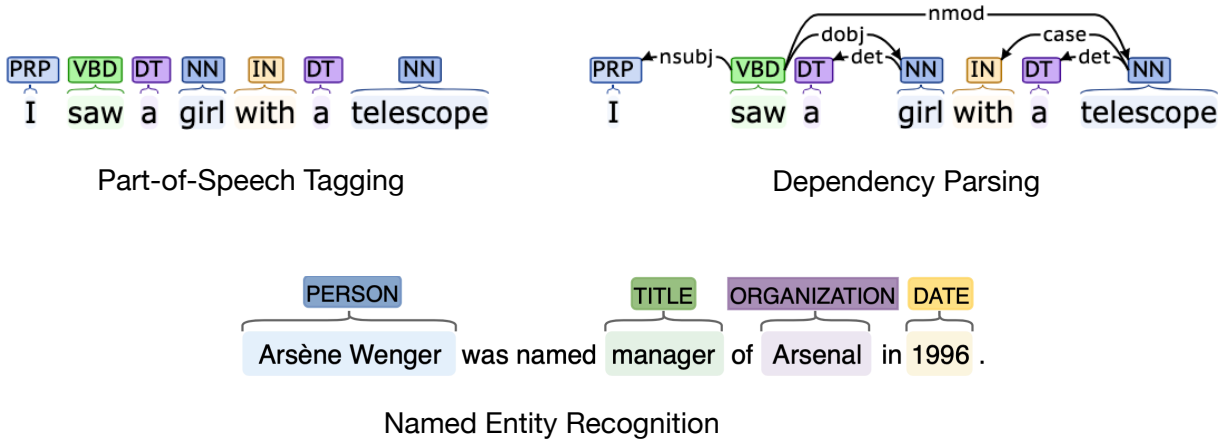 PRP VBD DT NN IN DT NN
I saw a girl with a telescope
Part-of-Speech Tagging
nmod
dobj case
nsubj det det
PRP VBD DT NN IN DT NN
I saw a girl with a telescope
Dependency Parsing
PERSON TITLE ORGANIZATION DATE
Arsène Wenger was named manager of Arsenal in 1996 .
Named Entity Recognition